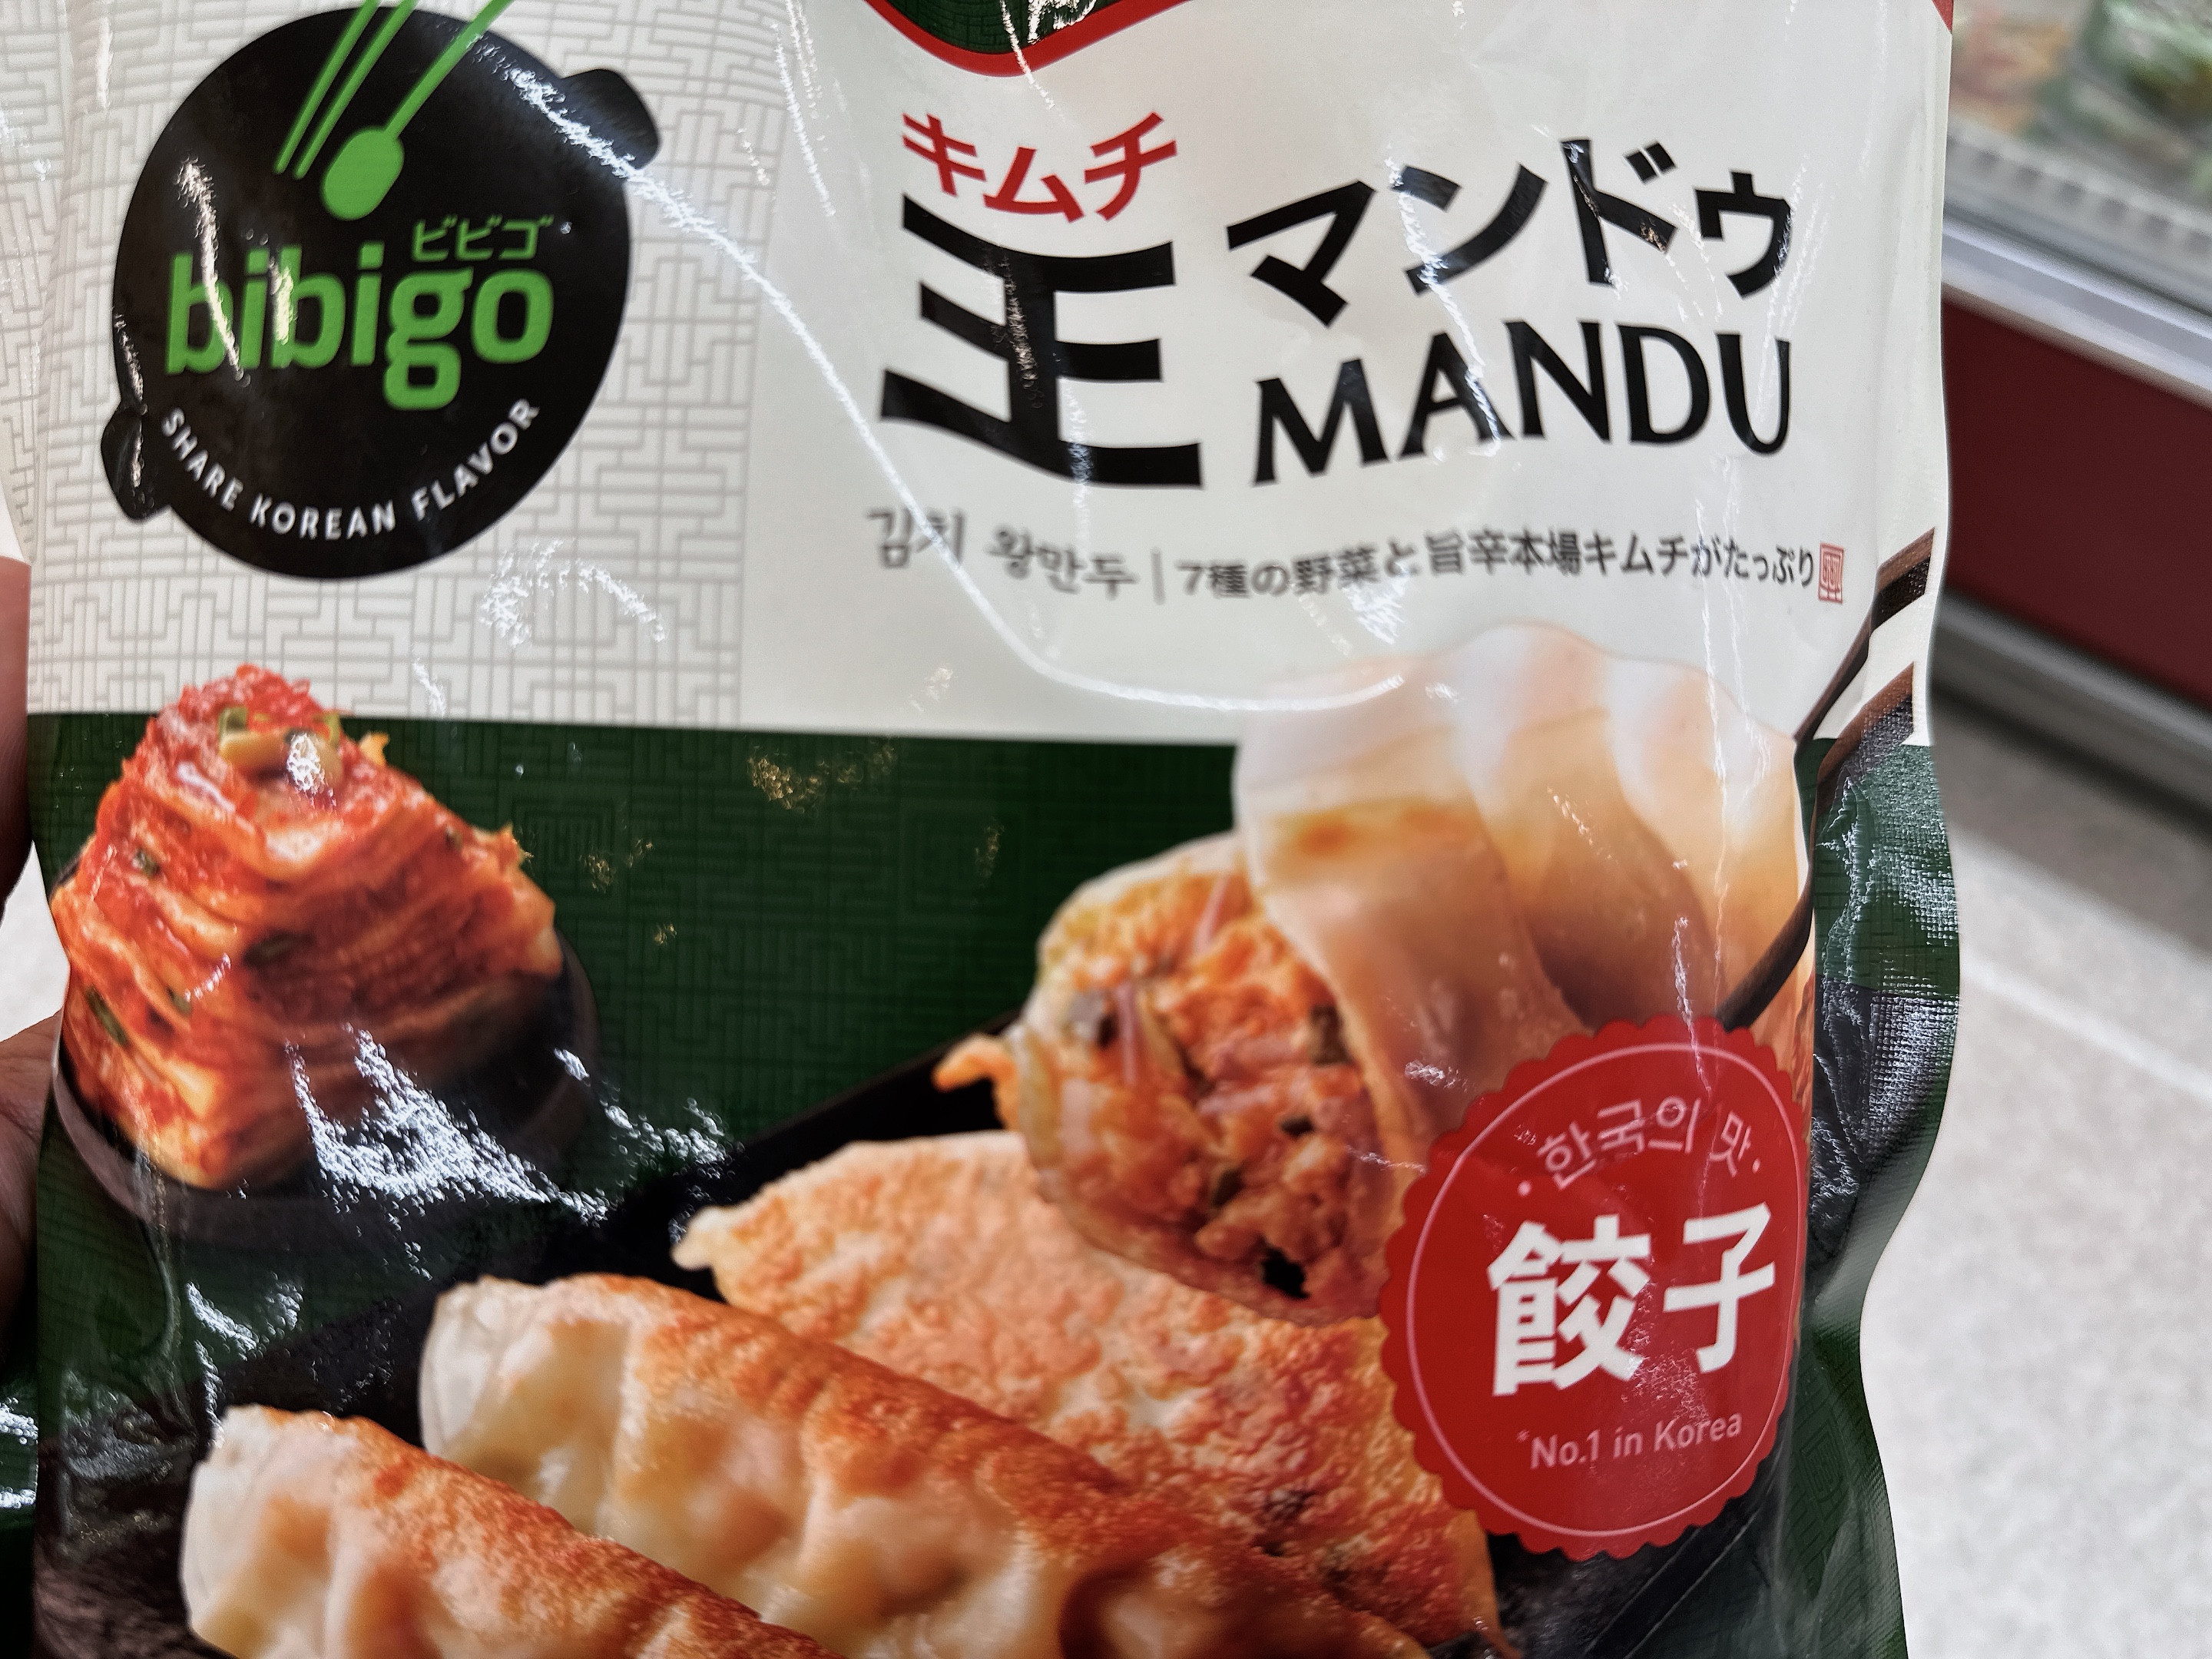 ビビゴ
bibigo
SHARE KOREAN FLAVOR
キムチ
王マンドゥ
MANDU
김치 왕만두 | 7種の野菜と旨辛本場キムチがたっぷり
·한국의 맛·
餃子
*No.1 in Korea